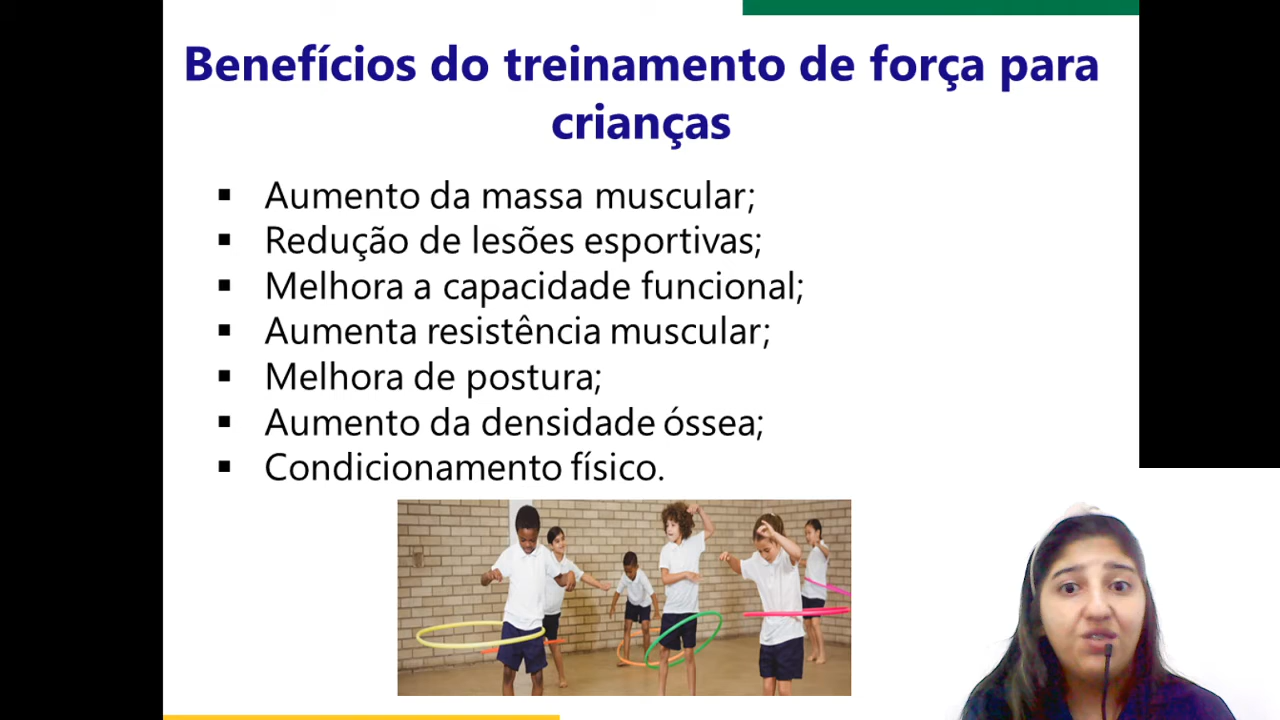 Benefícios do treinamento de força para
crianças
▪ Aumento da massa muscular;
▪ Redução de lesões esportivas;
▪ Melhora a capacidade funcional;
▪ Aumenta resistência muscular;
▪ Melhora de postura;
▪ Aumento da densidade óssea;
▪ Condicionamento físico.